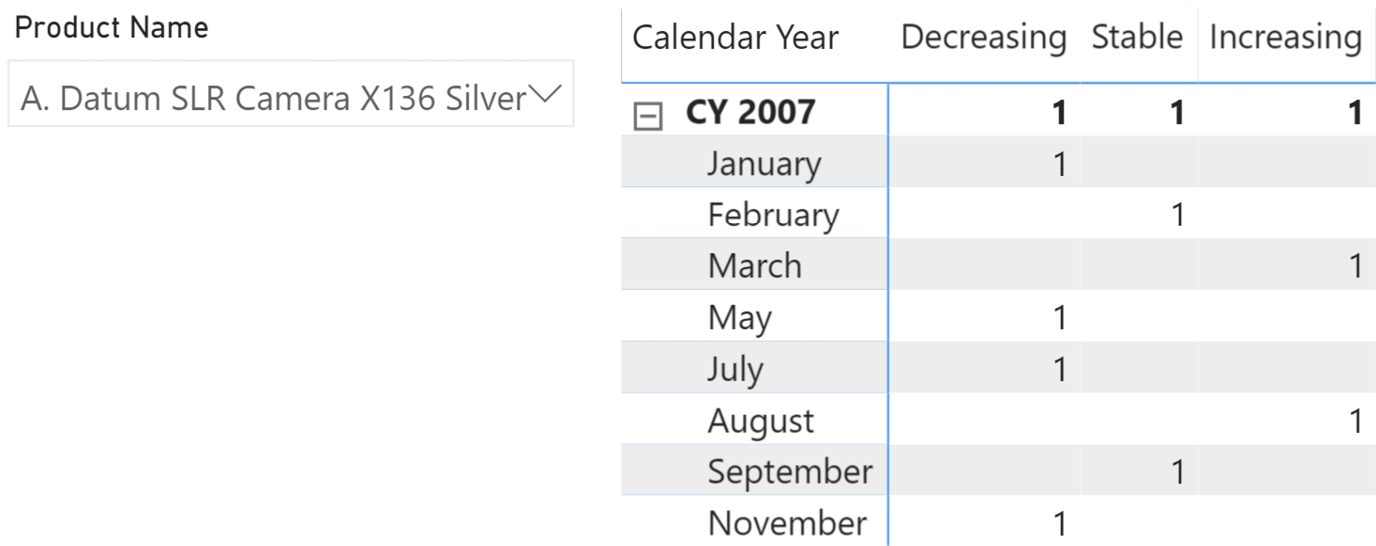 Product Name
A. Datum SLR Camera X136 Silver
Calendar Year Decreasing Stable Increasing
CY 2007 1 1 1
January 1
February 1
March 1
May 1
July 1
August 1
September 1
November 1